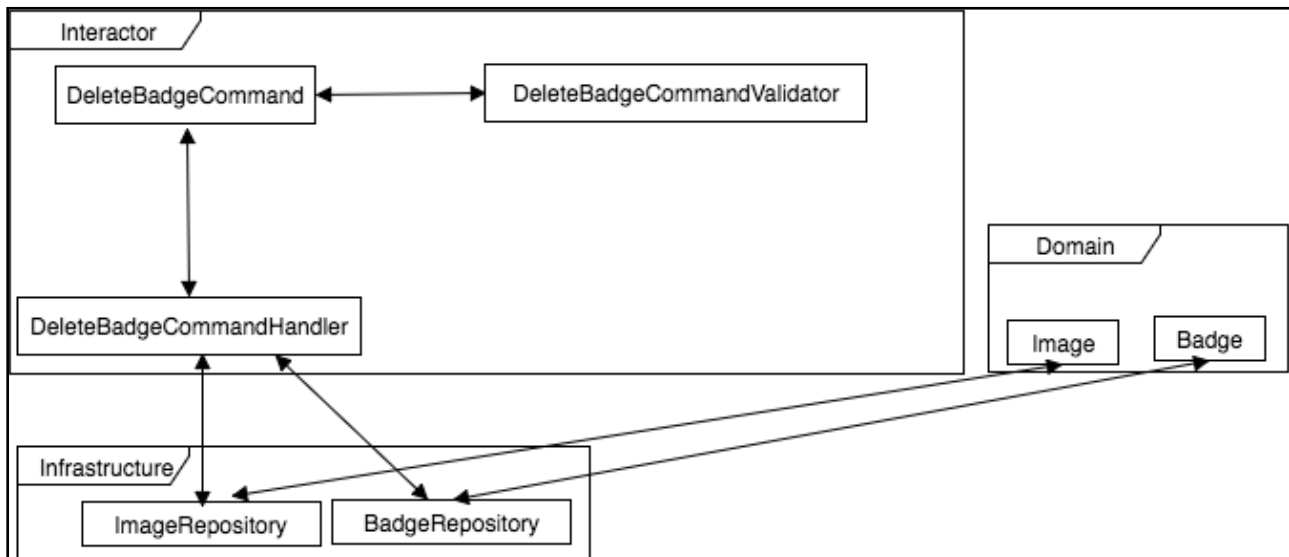 Interactor
DeleteBadgeCommand
DeleteBadgeCommandValidator
Domain
DeleteBadgeCommandHandler
Image
Badge
Infrastructure
ImageRepository
BadgeRepository